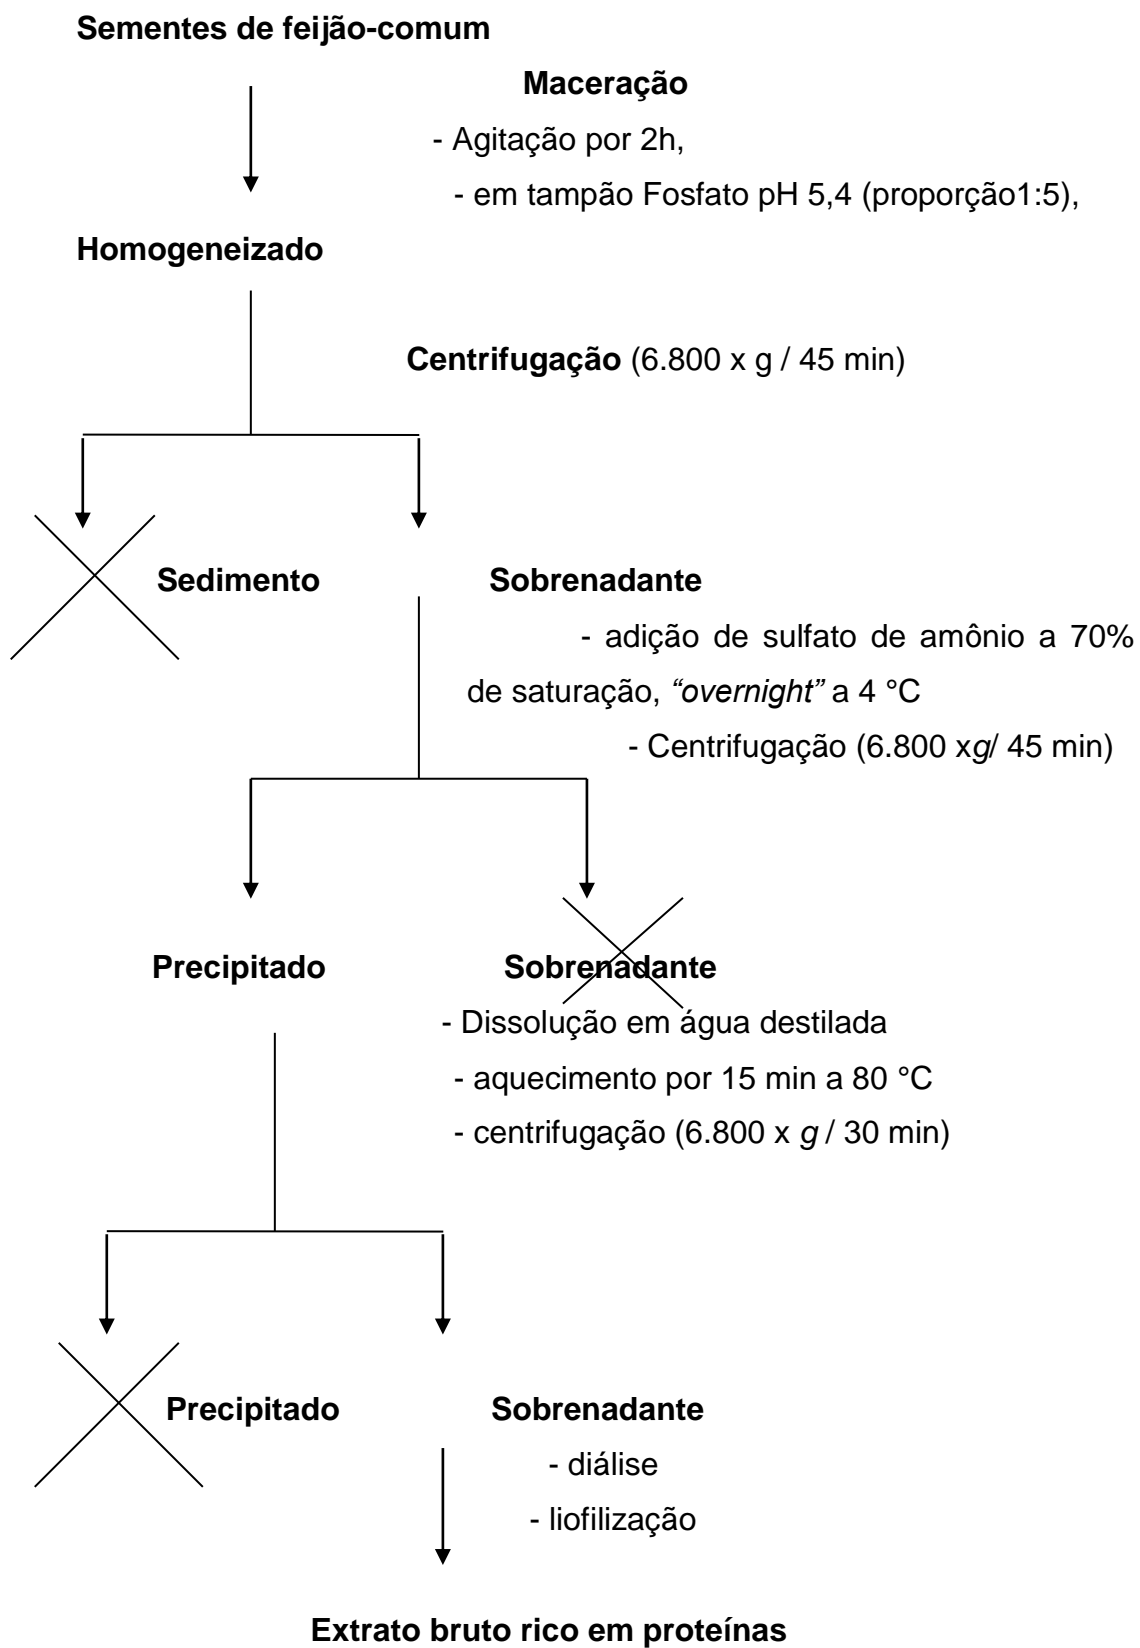 Sementes de feijão-comum
Maceração
- Agitação por 2h,
- em tampão Fosfato pH 5,4 (proporção1:5),
Homogeneizado
Centrifugação (6.800 x g / 45 min)
Sedimento
Sobrenadante
- adição de sulfato de amônio a 70%
de saturação, “overnight” a 4 °C
- Centrifugação (6.800 xg/ 45 min)
Precipitado
Sobrenadante
- Dissolução em água destilada
- aquecimento por 15 min a 80 °C
- centrifugação (6.800 x g / 30 min)
Precipitado
Sobrenadante
- diálise
- liofilização
Extrato bruto rico em proteínas